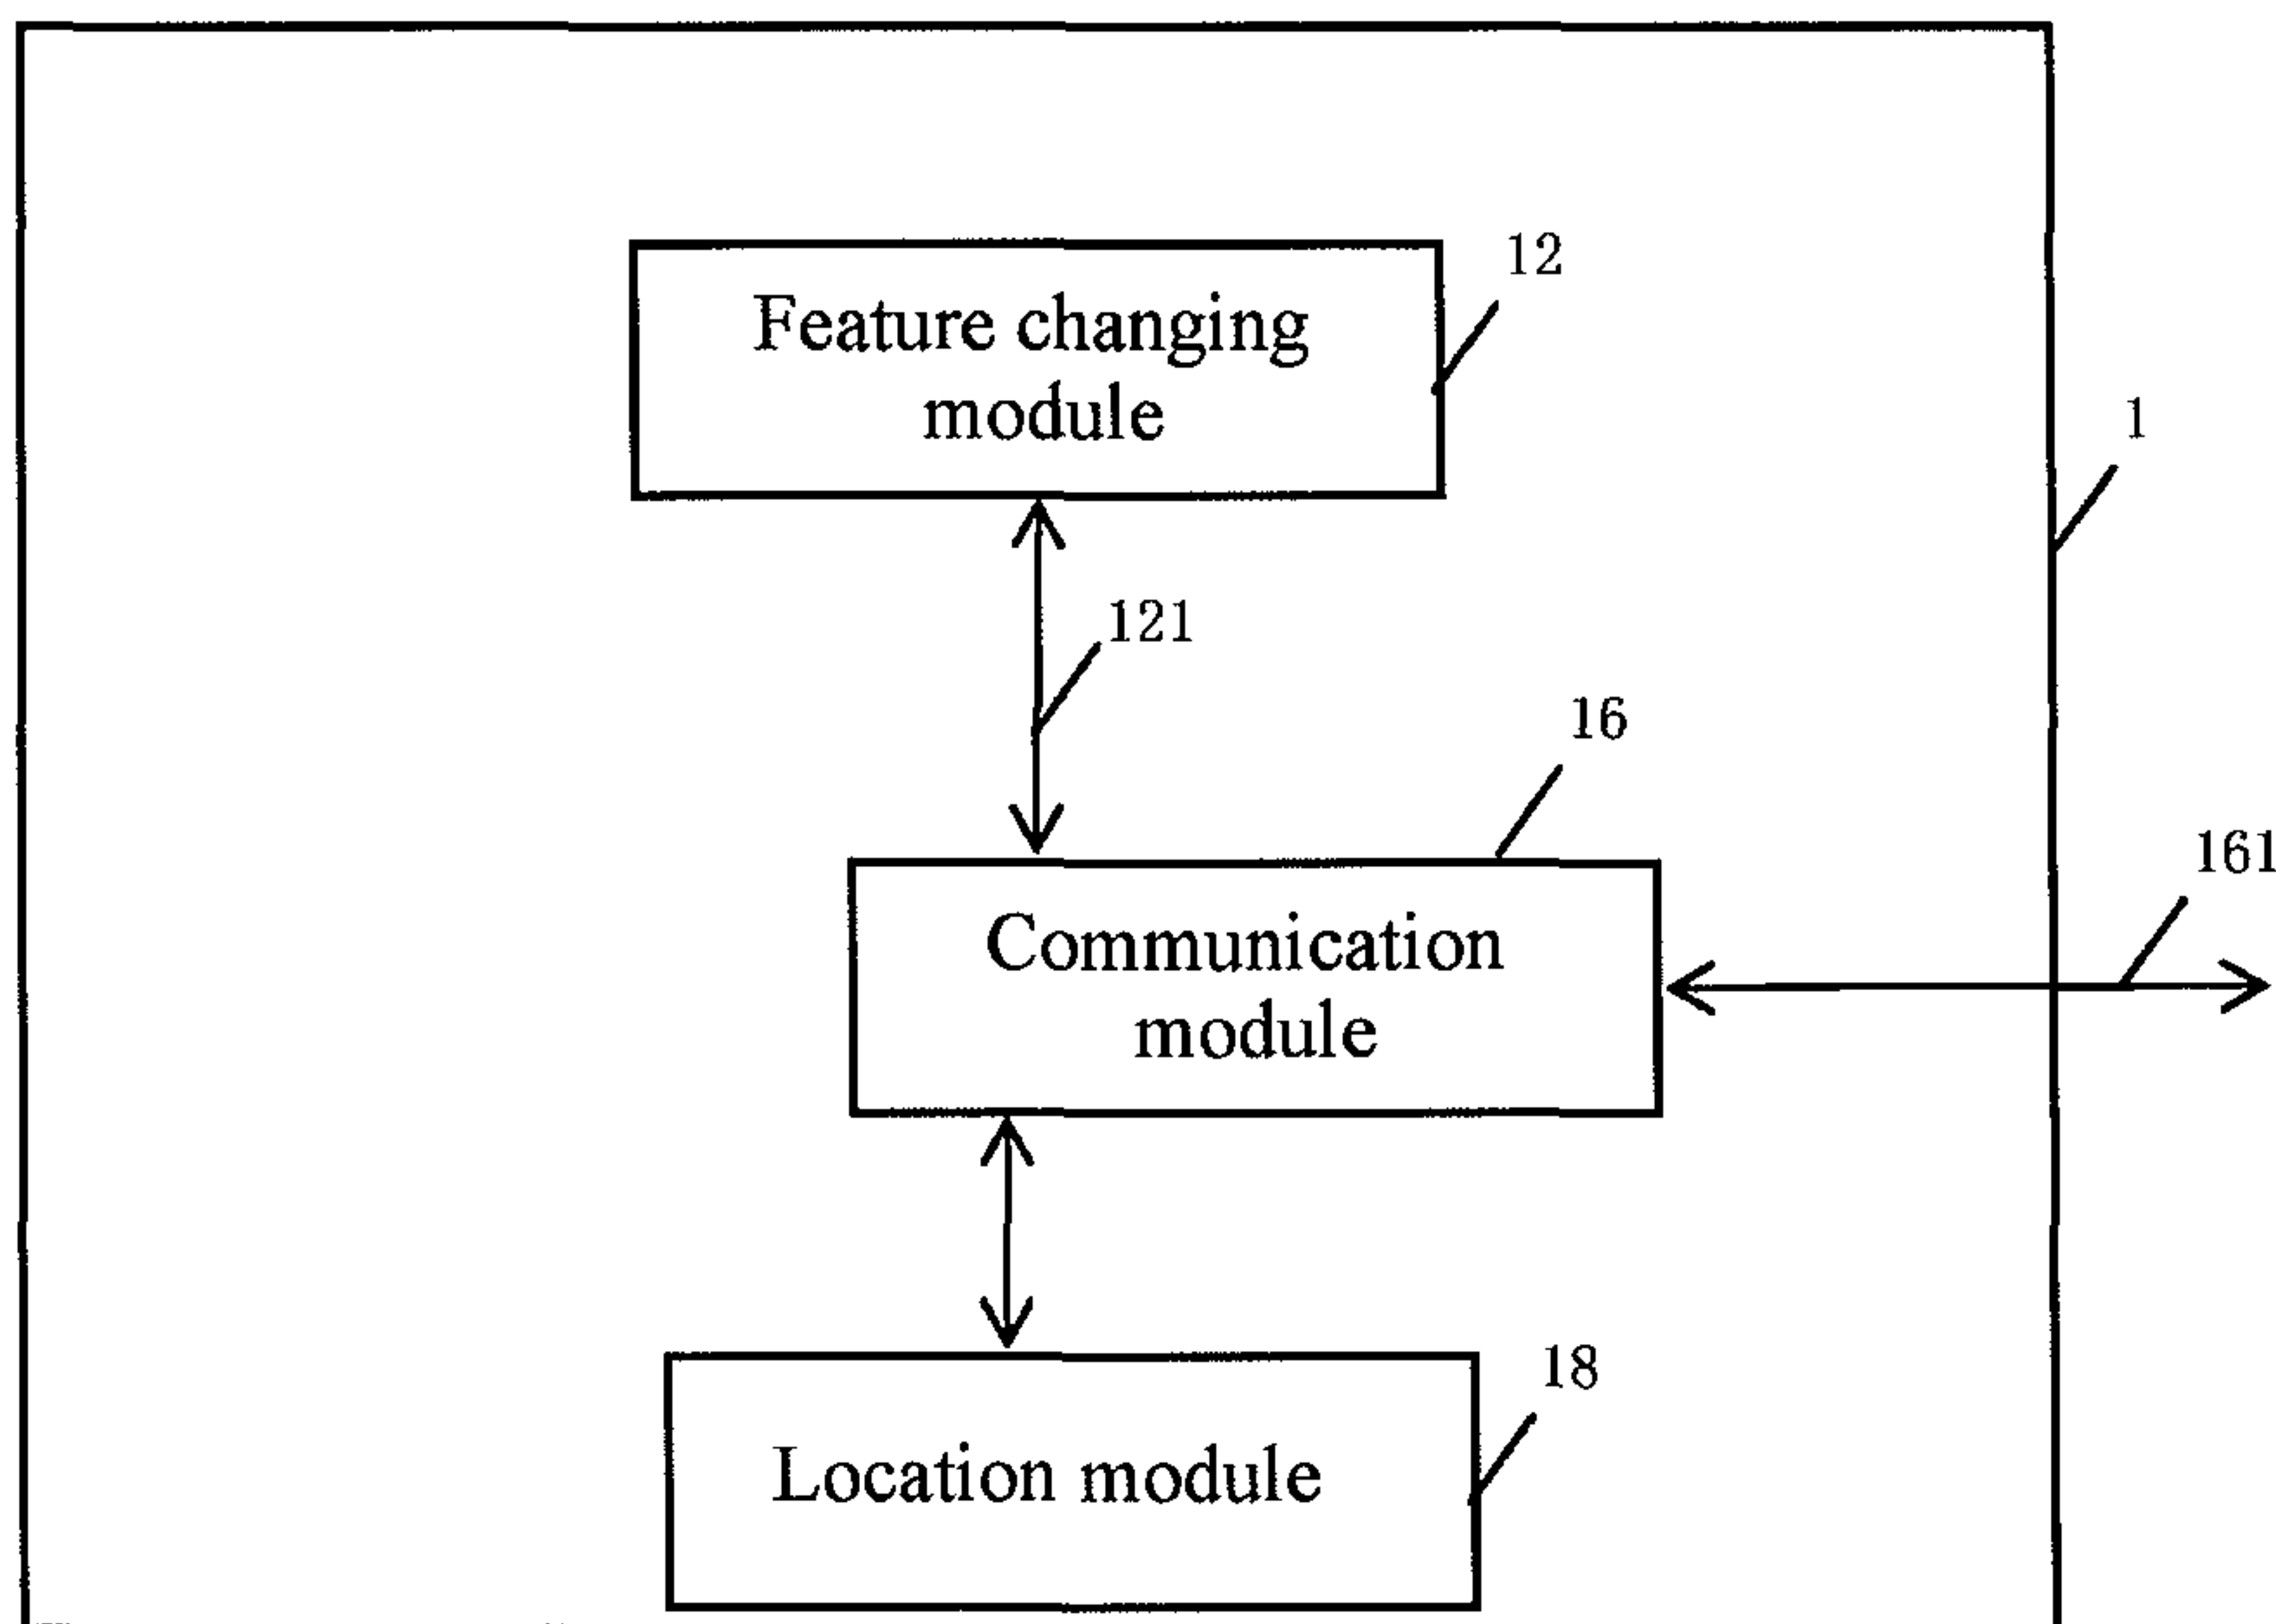 12
Feature changing
module
1
121
16
161
Communication
module
18
Location module